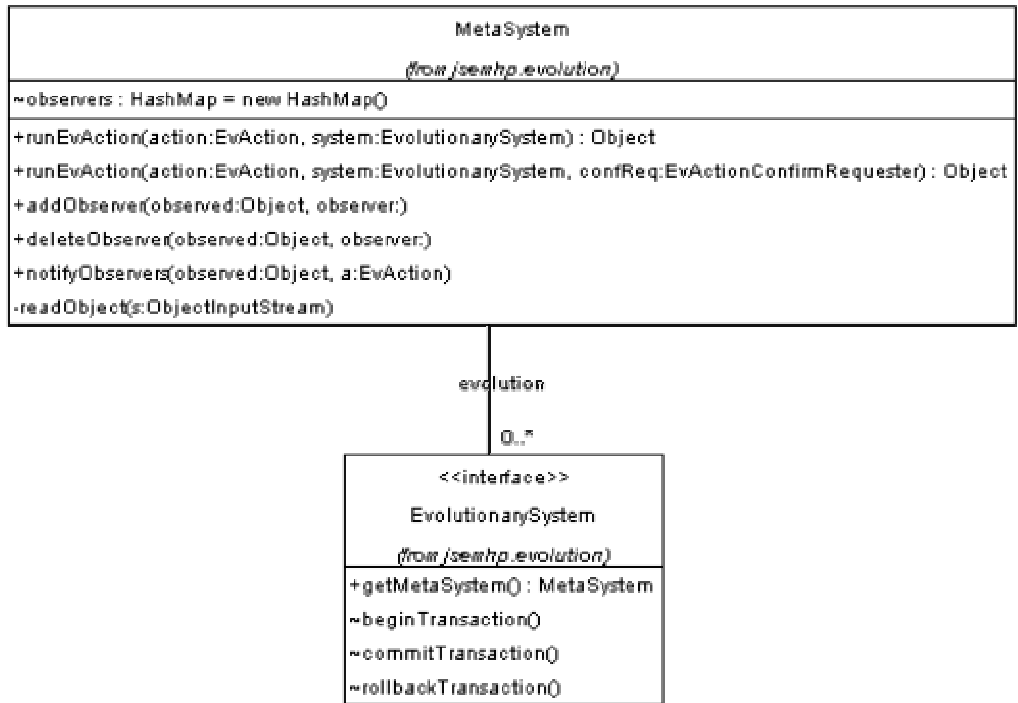 MetaSystem
(from jsemhp.evolution)
~observers : HashMap = new HashMap()
+runEvAction(action:EvAction, system:EvolutionarySystem) : Object
+runEvAction(action:EvAction, system:EvolutionarySystem, confReq:EvActionConfirmRequester) : Object
+addObserver(observed:Object, observer:)
+deleteObserver(observed:Object, observer:)
+notifyObservers(observed:Object, a:EvAction)
-readObject(s:ObjectInputStream)
evolution
0..*
<<interface>>
EvolutionarySystem
(from jsemhp.evolution)
+getMetaSystem() : MetaSystem
~beginTransaction()
~commitTransaction()
~rollbackTransaction()